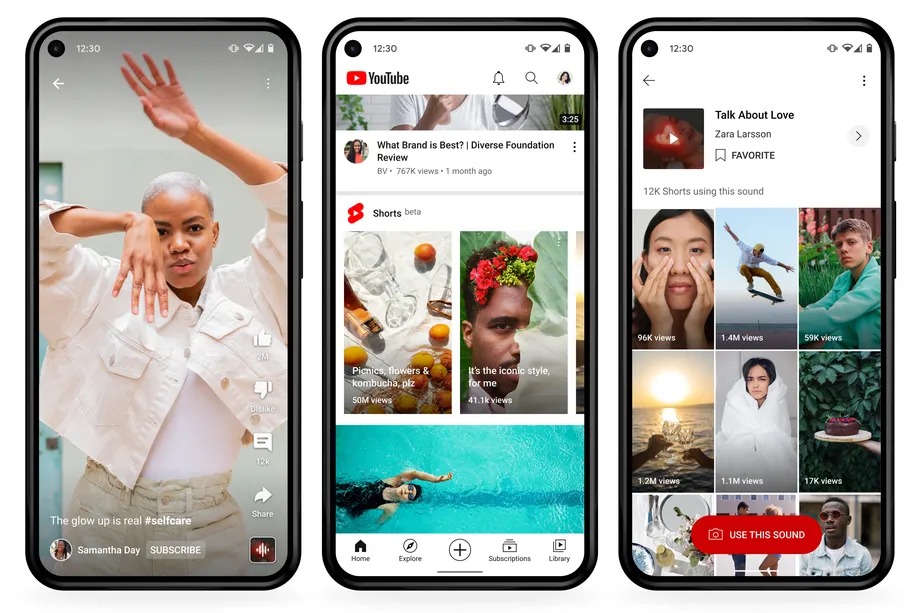 12:30
2M
Dislike
12k
Share
The glow up is real #selfcare
Samantha Day
SUBSCRIBE
12:30
YouTube
3:25
What Brand is Best? | Diverse Foundation
Review
BV • 767K views • 1 month ago
Shorts beta
Picnics, flowers &
kombucha, plz
50M views
It's the iconic style,
for me
41.1k views
Home
Explore
Subscriptions
Library
12:30
Talk About Love
Zara Larsson
FAVORITE
12K Shorts using this sound
96K views
1.4M views
59K views
1.2M views
1.1M views
17K views
USE THIS SOUND